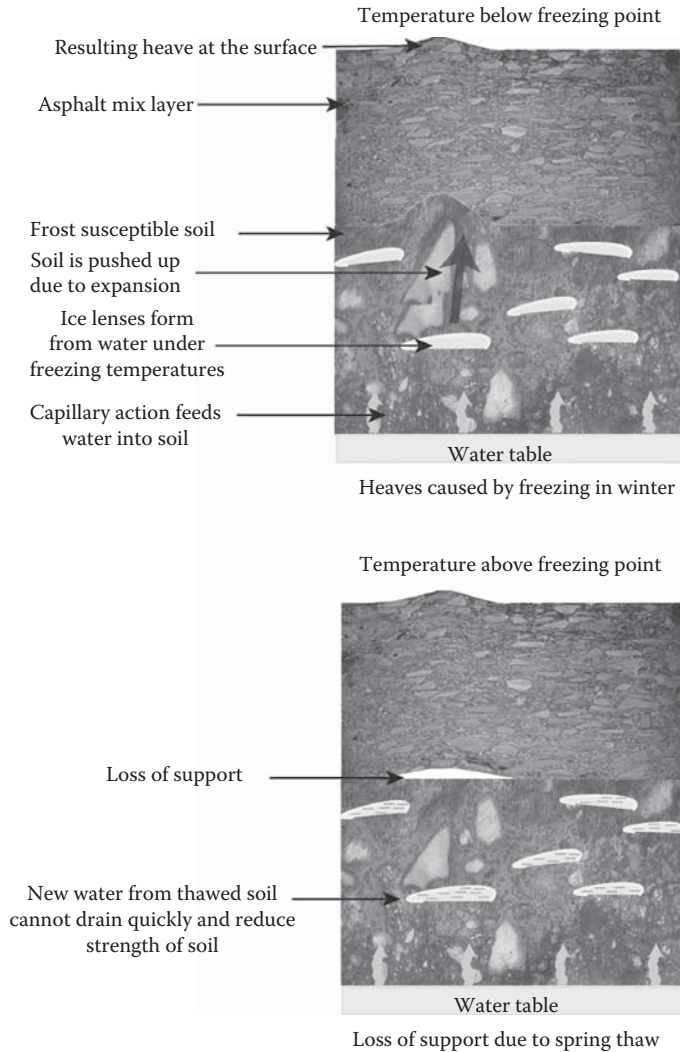 Temperature below freezing point
Resulting heave at the surface
Asphalt mix layer
Frost susceptible soil
Soil is pushed up
due to expansion
Ice lenses form
from water under
freezing temperatures
Capillary action feeds
water into soil
Water table
Heaves caused by freezing in winter
Temperature above freezing point
Loss of support
New water from thawed soil
cannot drain quickly and reduce
strength of soil
Water table
Loss of support due to spring thaw